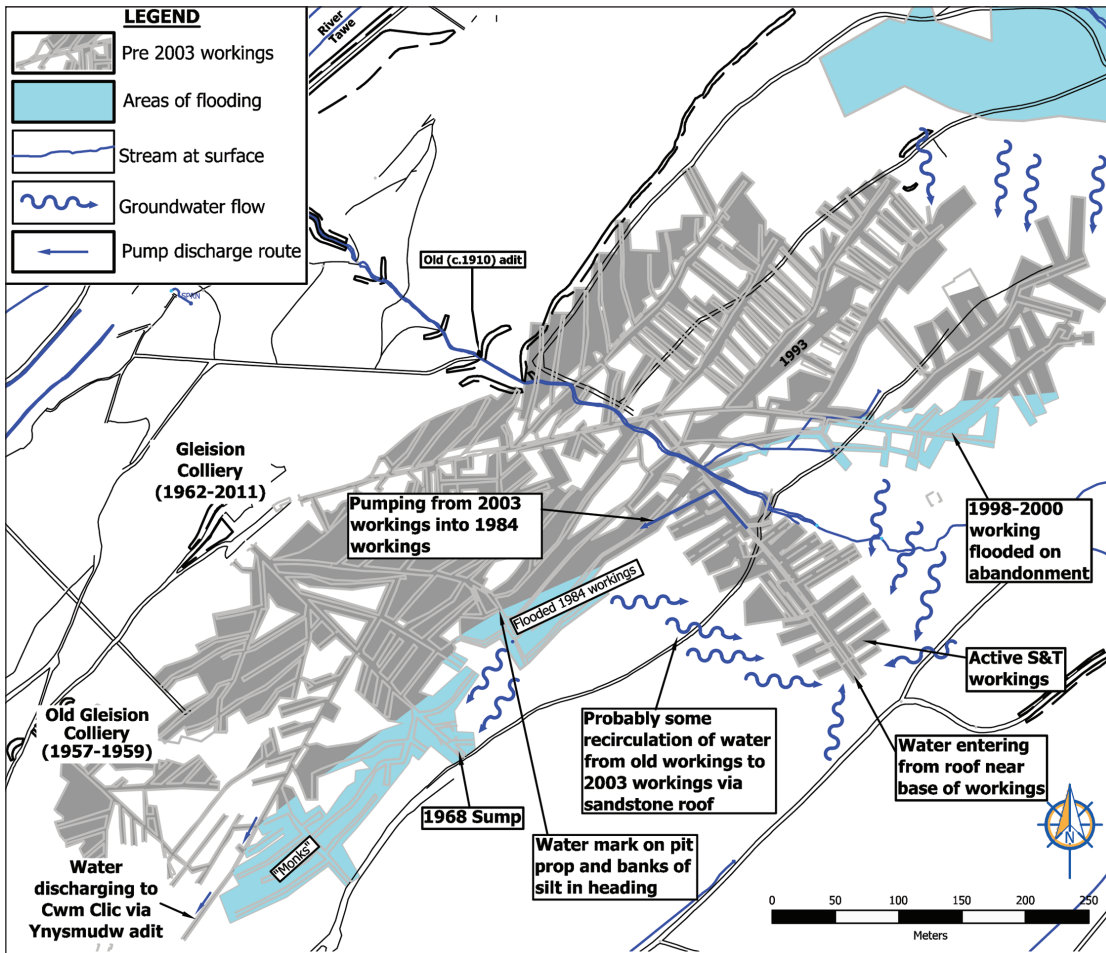 LEGEND
Pre 2003 workings
Areas of flooding
Stream at surface
Groundwater flow
Pump discharge route
River
Tawe
SPRN
Old (c.1910) adit
1993
Gleision
Colliery
(1962-2011)
Pumping from 2003
workings into 1984
workings
1998-2000
working
flooded on
abandonment
Flooded 1984 workings
Active S&T
workings
Old Gleision
Colliery
(1957-1959)
Probably some
recirculation of water
from old workings to
2003 workings via
sandstone roof
Water entering
from roof near
base of workings
1968 Sump
Water mark on pit
prop and banks of
silt in heading
"Monks"
Water
discharging to
Cwm Clic via
Ynysmudw adit
N
0 50 100 150 200 250
Meters